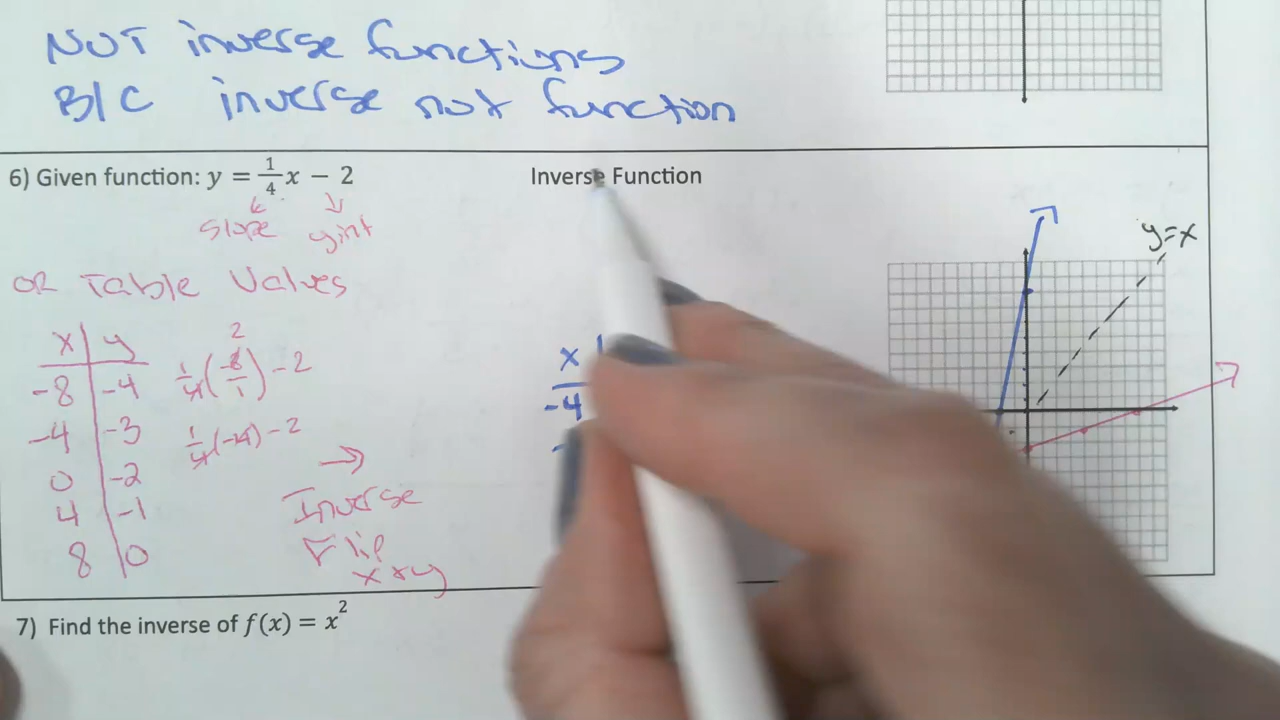 NOT inverse functions
B/C inverse not function
6) Given function: y = 1/4 x − 2
Inverse Function
slope yint
y=x
OR Table Values
x y
-8 -4 1/4(-8/1) -2
2
-4 -3 1/4(-4) -2
0 -2
4 -1
8 0
→
Inverse
Flip
x + y
x
-4
7) Find the inverse of f(x) = x²